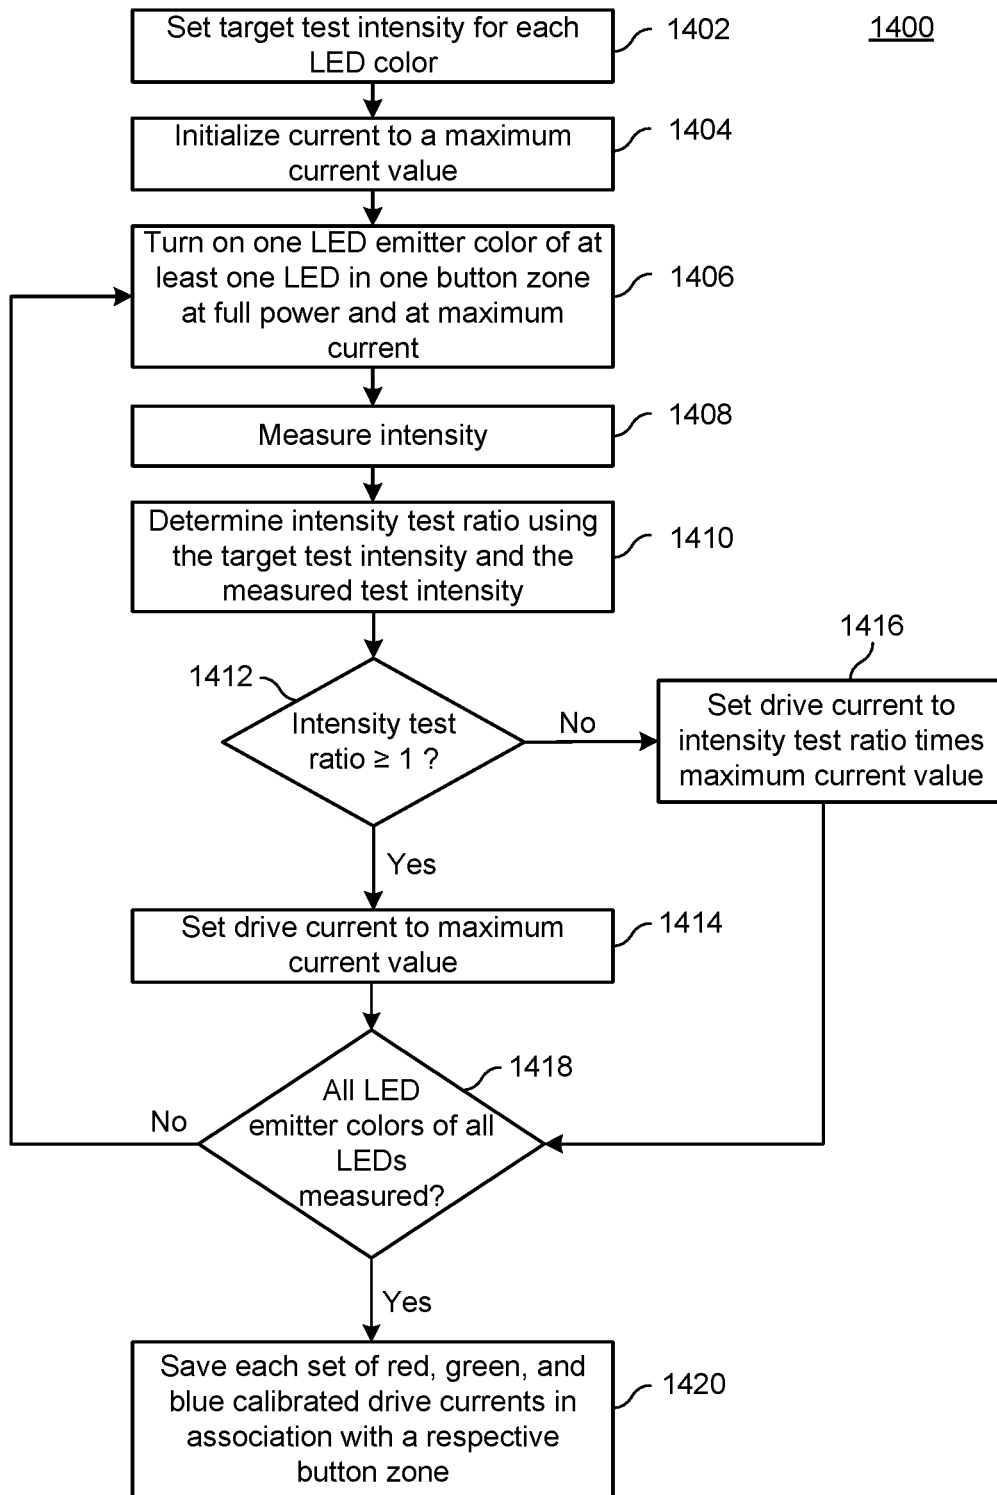 1400
Set target test intensity for each
LED color
1402
Initialize current to a maximum
current value
1404
Turn on one LED emitter color of at
least one LED in one button zone
at full power and at maximum
current
1406
Measure intensity
1408
Determine intensity test ratio using
the target test intensity and the
measured test intensity
1410
1412
Intensity test
ratio ≥ 1 ?
No
1416
Set drive current to
intensity test ratio times
maximum current value
Yes
Set drive current to maximum
current value
1414
1418
All LED
emitter colors of all
LEDs
measured?
No
Yes
Save each set of red, green, and
blue calibrated drive currents in
association with a respective
button zone
1420